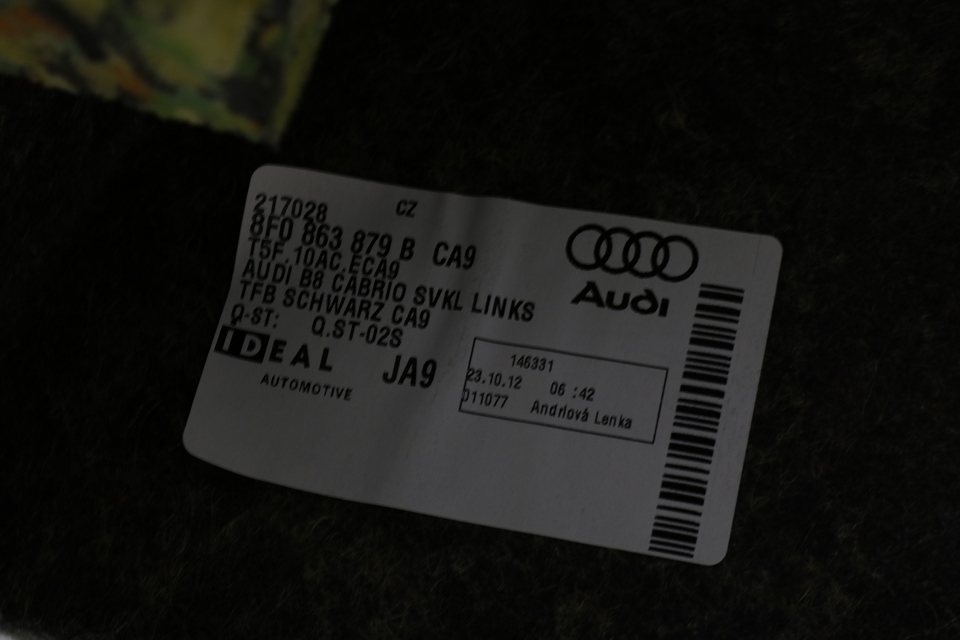 217028 CZ
8F0 863 879 B CA9
T5F.10AC.ECA9
AUDI B8 CABRIO SVKL LINKS
TFB SCHWARZ CA9
Q-ST: Q.ST-02S
IDEAL
AUTOMOTIVE
JA9
Audi
146331
23.10.12 06:42
011077 Andrlová Lenka